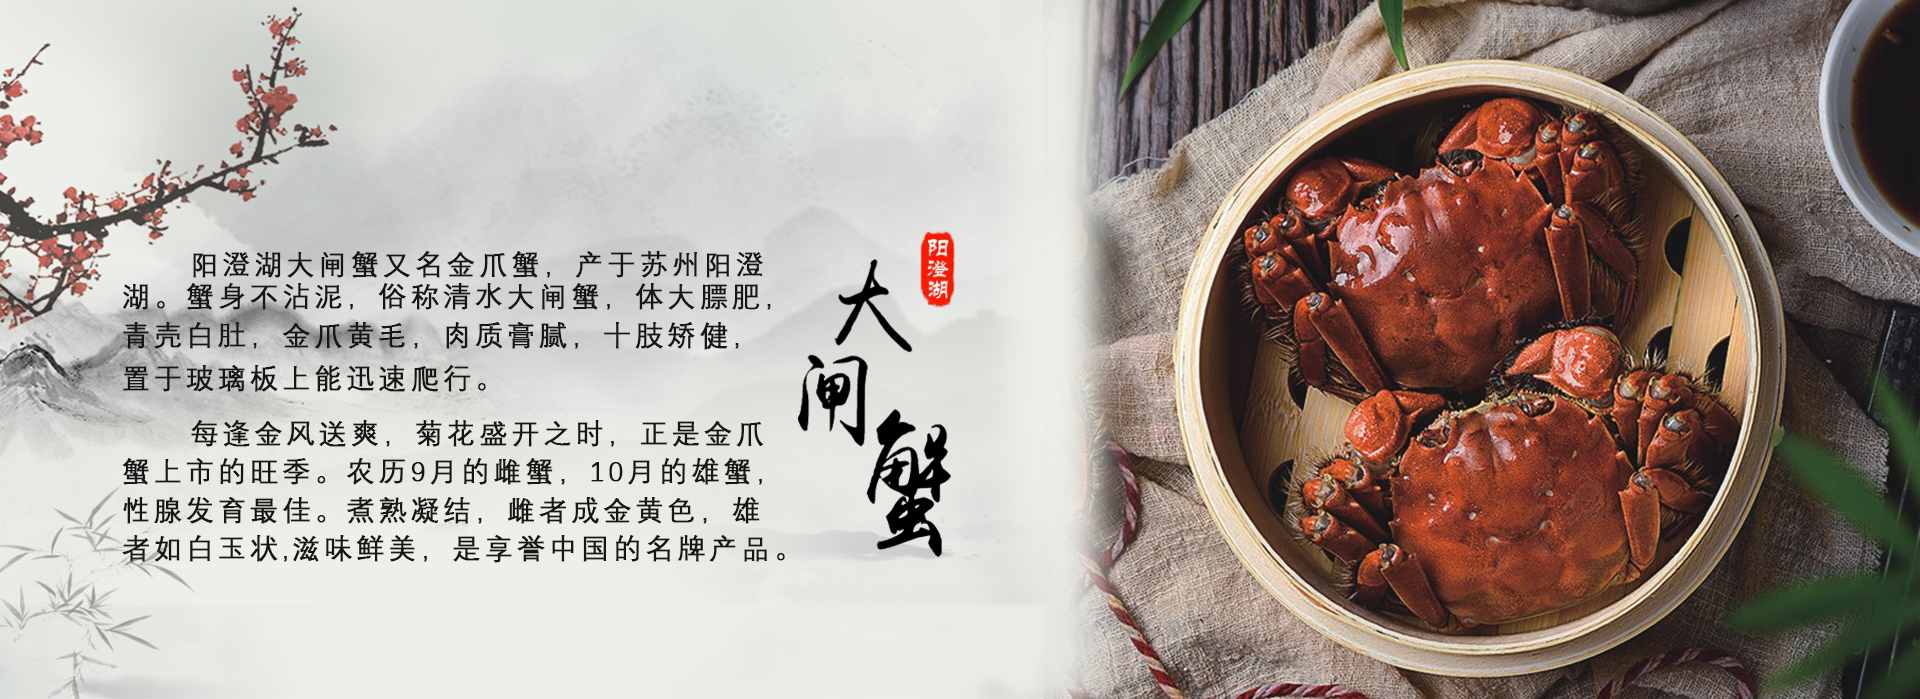 阳澄湖
大闸蟹
阳澄湖大闸蟹又名金爪蟹，产于苏州阳澄
湖。蟹身不沾泥，俗称清水大闸蟹，体大膘肥，
青壳白肚，金爪黄毛，肉质膏腻，十肢矫健，
置于玻璃板上能迅速爬行。
每逢金风送爽，菊花盛开之时，正是金爪
蟹上市的旺季。农历9月的雌蟹，10月的雄蟹，
性腺发育最佳。煮熟凝结，雌者成金黄色，雄
者如白玉状,滋味鲜美，是享誉中国的名牌产品。